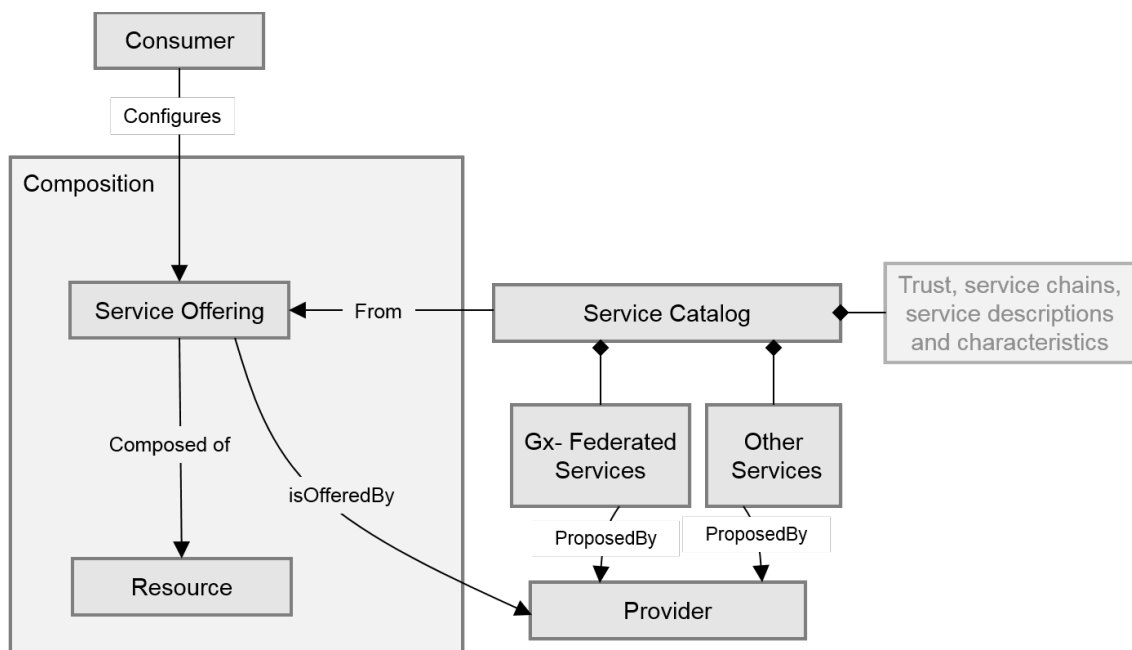 Consumer
Configures
Composition
Service Offering
From
Service Catalog
Trust, service chains,
service descriptions
and characteristics
Composed of
isOfferedBy
Gx- Federated
Services
Other
Services
ProposedBy
ProposedBy
Resource
Provider